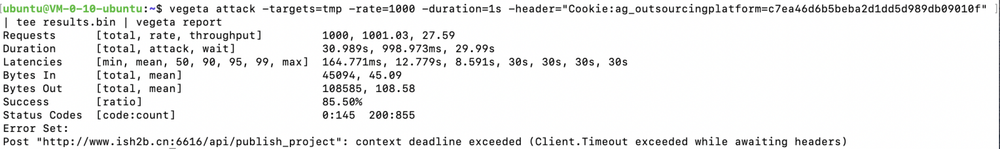 [ubuntu@VM-0-10-ubuntu:~$ vegeta attack -targets=tmp -rate=1000 -duration=1s -header="Cookie:ag_outsourcingplatform=c7ea46d6b5beba2d1dd5d989db09010f" ]
| tee results.bin | vegeta report
Requests      [total, rate, throughput]         1000, 1001.03, 27.59
Duration      [total, attack, wait]             30.989s, 998.973ms, 29.99s
Latencies     [min, mean, 50, 90, 95, 99, max]  164.771ms, 12.779s, 8.591s, 30s, 30s, 30s, 30s
Bytes In      [total, mean]                     45094, 45.09
Bytes Out     [total, mean]                     108585, 108.58
Success       [ratio]                           85.50%
Status Codes  [code:count]                      0:145  200:855
Error Set:
Post "http://www.ish2b.cn:6616/api/publish_project": context deadline exceeded (Client.Timeout exceeded while awaiting headers)